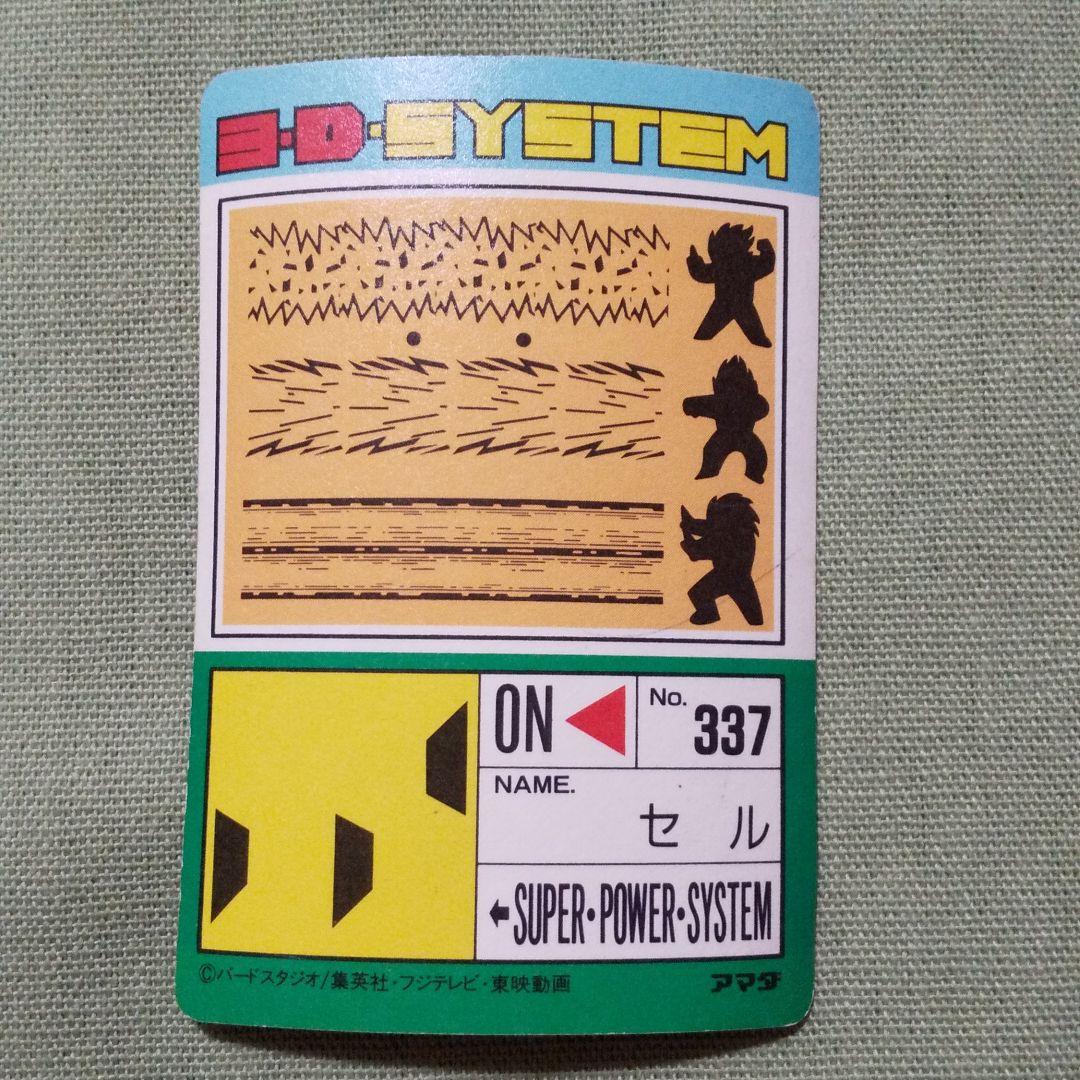 3・D・SYSTEM
ON
No. 337
NAME.
セル
←SUPER・POWER・SYSTEM
©バードスタジオ/集英社・フジテレビ・東映動画
アマダ